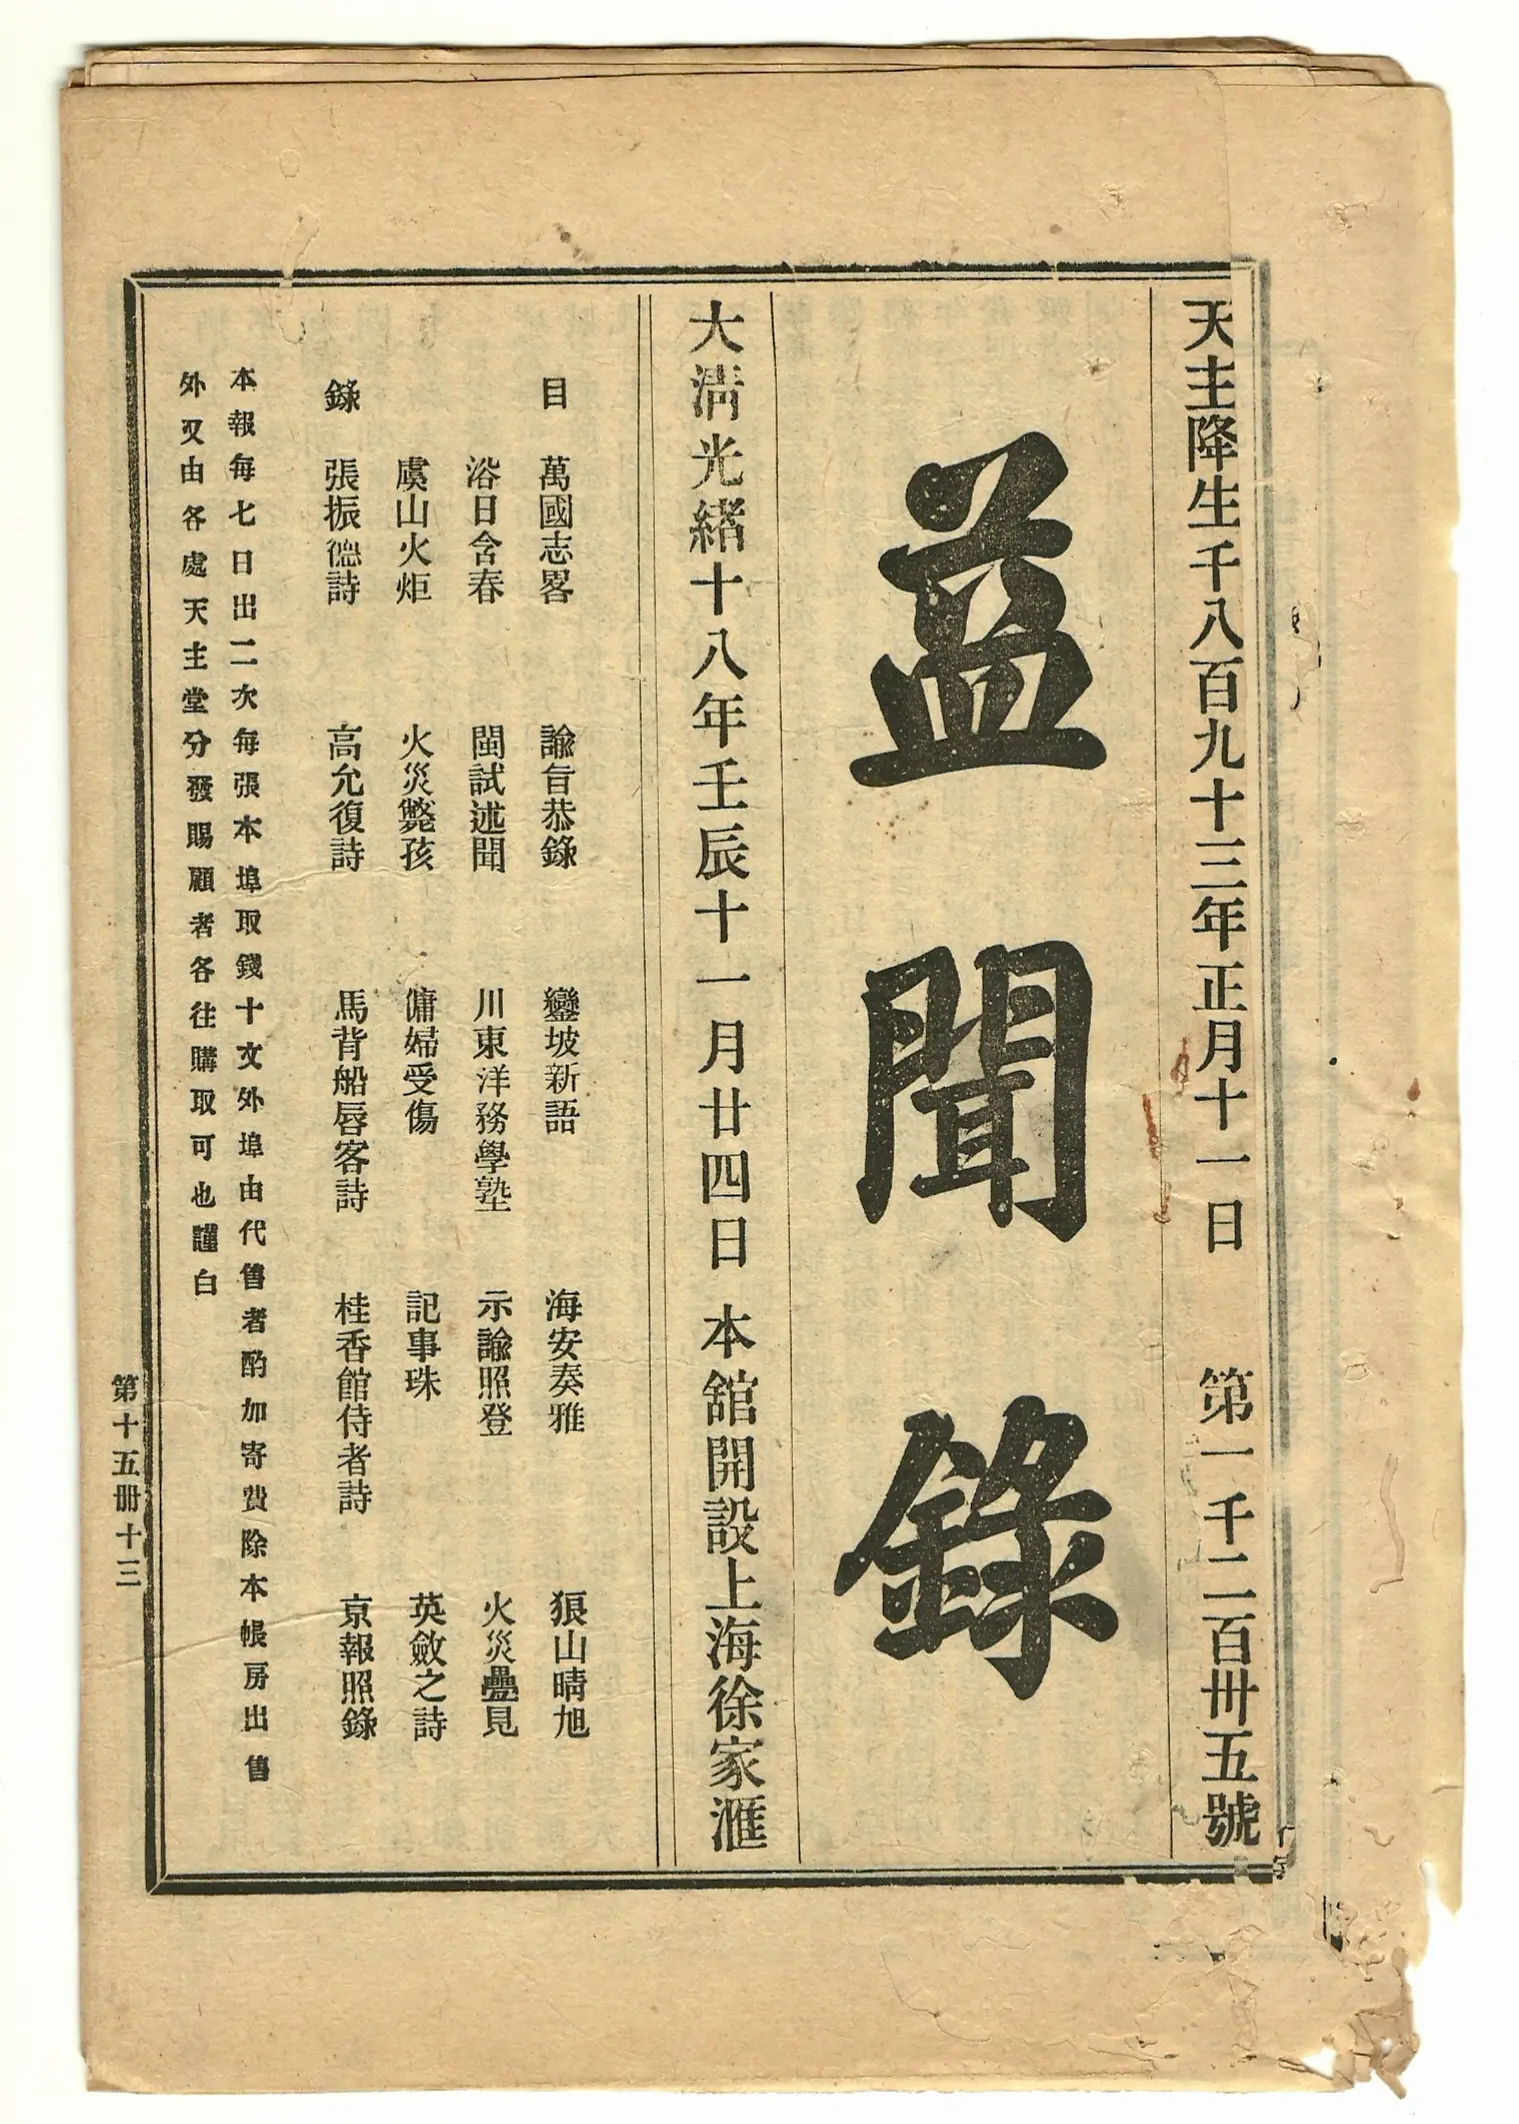 天主降生千八百九十三年正月十一日 第一千二百卅五號
益聞錄
大淸光緒十八年壬辰十一月廿四日 本舘開設上海徐家滙
目 萬國志畧 諭旨恭錄 鑾坡新語 海安奏雅 狼山晴旭
浴日含春 閩試述聞 川東洋務學塾 示諭照登 火災疊見
虞山火炬 火災斃孩 傭婦受傷 記事珠 英斂之詩
錄 張振德詩 高允復詩 馬背船唇客詩 桂香館侍者詩 京報照錄
本報每七日出二次每張本埠取錢十文外埠由代售者酌加寄費除本帳房出售
外又由各處天主堂分發賜顧者各往購取可也謹白
第十五冊十三